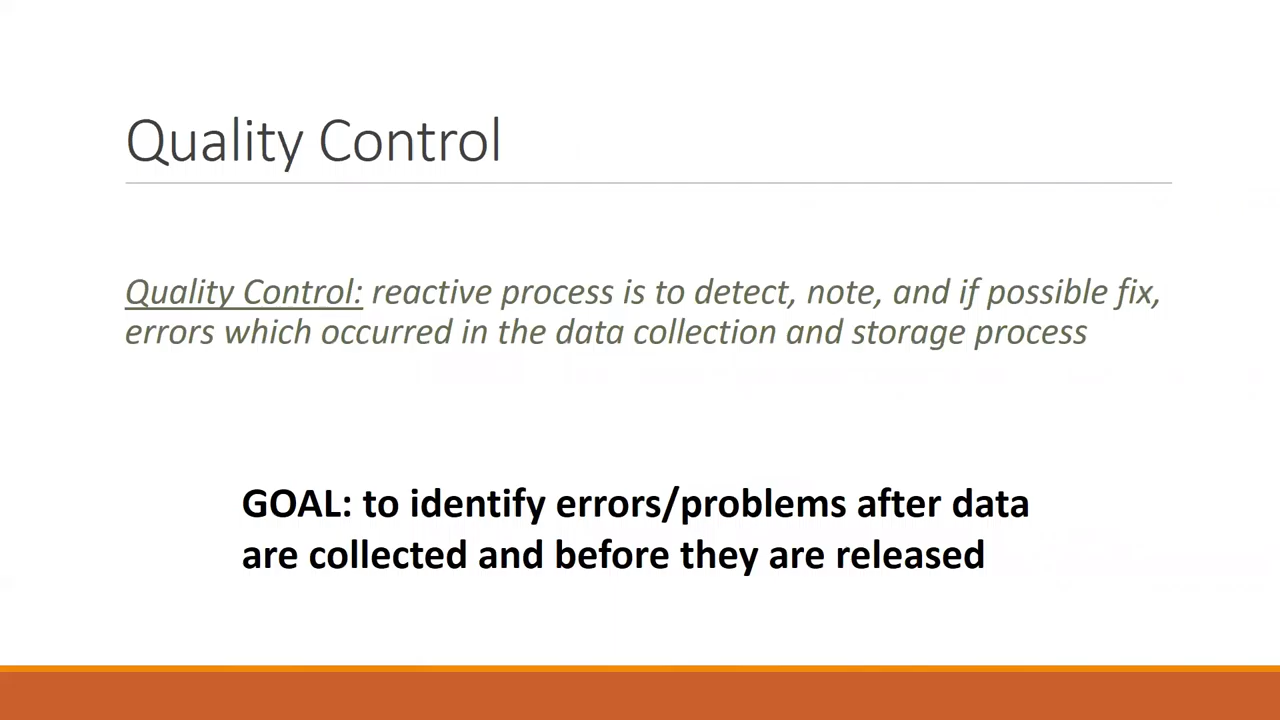 Quality Control
Quality Control: reactive process is to detect, note, and if possible fix,
errors which occurred in the data collection and storage process
GOAL: to identify errors/problems after data
are collected and before they are released